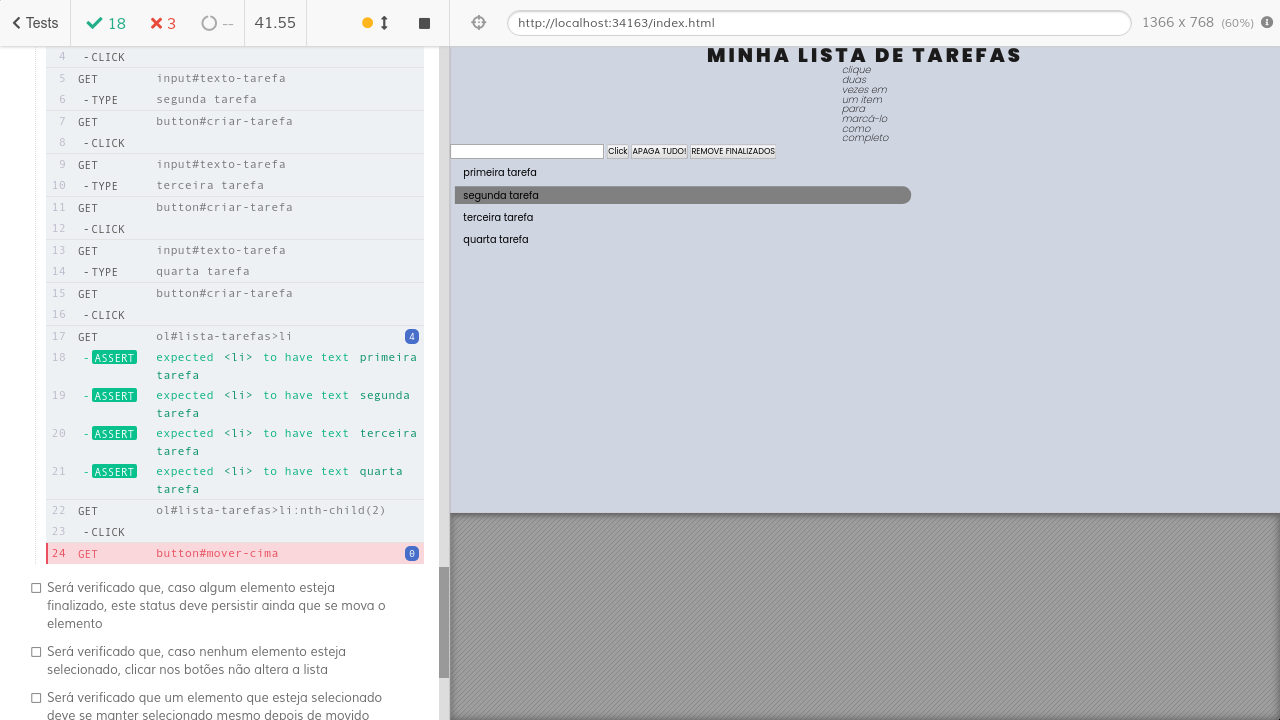 Tests
18
3
--
41.55
http://localhost:34163/index.html
1366 x 768 (60%)
4 -CLICK
5 GET input#texto-tarefa
6 -TYPE segunda tarefa
7 GET button#criar-tarefa
8 -CLICK
9 GET input#texto-tarefa
10 -TYPE terceira tarefa
11 GET button#criar-tarefa
12 -CLICK
13 GET input#texto-tarefa
14 -TYPE quarta tarefa
15 GET button#criar-tarefa
16 -CLICK
17 GET ol#lista-tarefas>li 4
18 -ASSERT expected <li> to have text primeira
tarefa
19 -ASSERT expected <li> to have text segunda
tarefa
20 -ASSERT expected <li> to have text terceira
tarefa
21 -ASSERT expected <li> to have text quarta
tarefa
22 GET ol#lista-tarefas>li:nth-child(2)
23 -CLICK
24 GET button#mover-cima 0
Será verificado que, caso algum elemento esteja
finalizado, este status deve persistir ainda que se mova o
elemento
Será verificado que, caso nenhum elemento esteja
selecionado, clicar nos botões não altera a lista
Será verificado que um elemento que esteja selecionado
deve se manter selecionado mesmo depois de movido
MINHA LISTA DE TAREFAS
clique
duas
vezes em
um item
para
marcá-lo
como
completo
Click APAGA TUDO! REMOVE FINALIZADOS
primeira tarefa
segunda tarefa
terceira tarefa
quarta tarefa